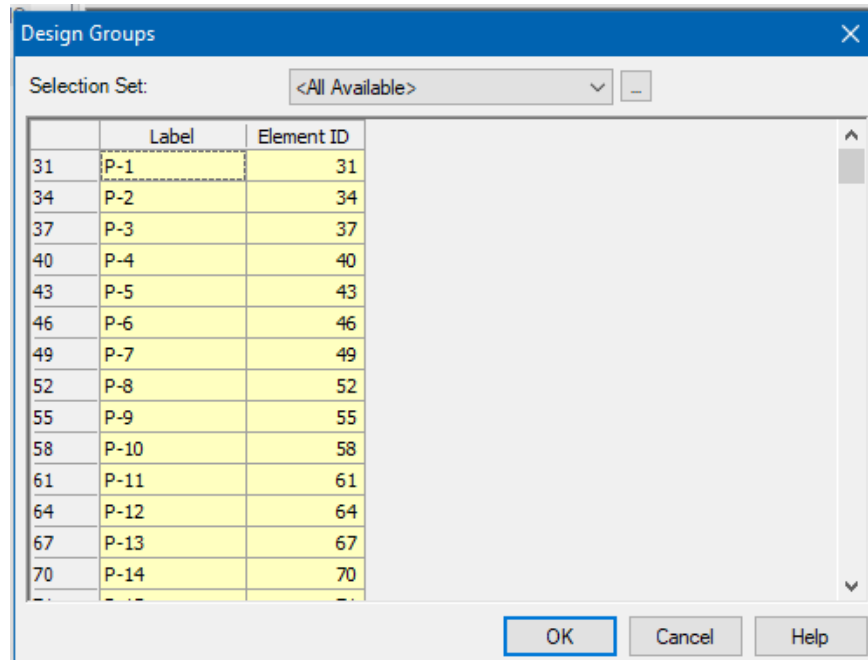 Design Groups
Selection Set: <All Available> ...
Label Element ID
31 P-1 31
34 P-2 34
37 P-3 37
40 P-4 40
43 P-5 43
46 P-6 46
49 P-7 49
52 P-8 52
55 P-9 55
58 P-10 58
61 P-11 61
64 P-12 64
67 P-13 67
70 P-14 70
OK Cancel Help